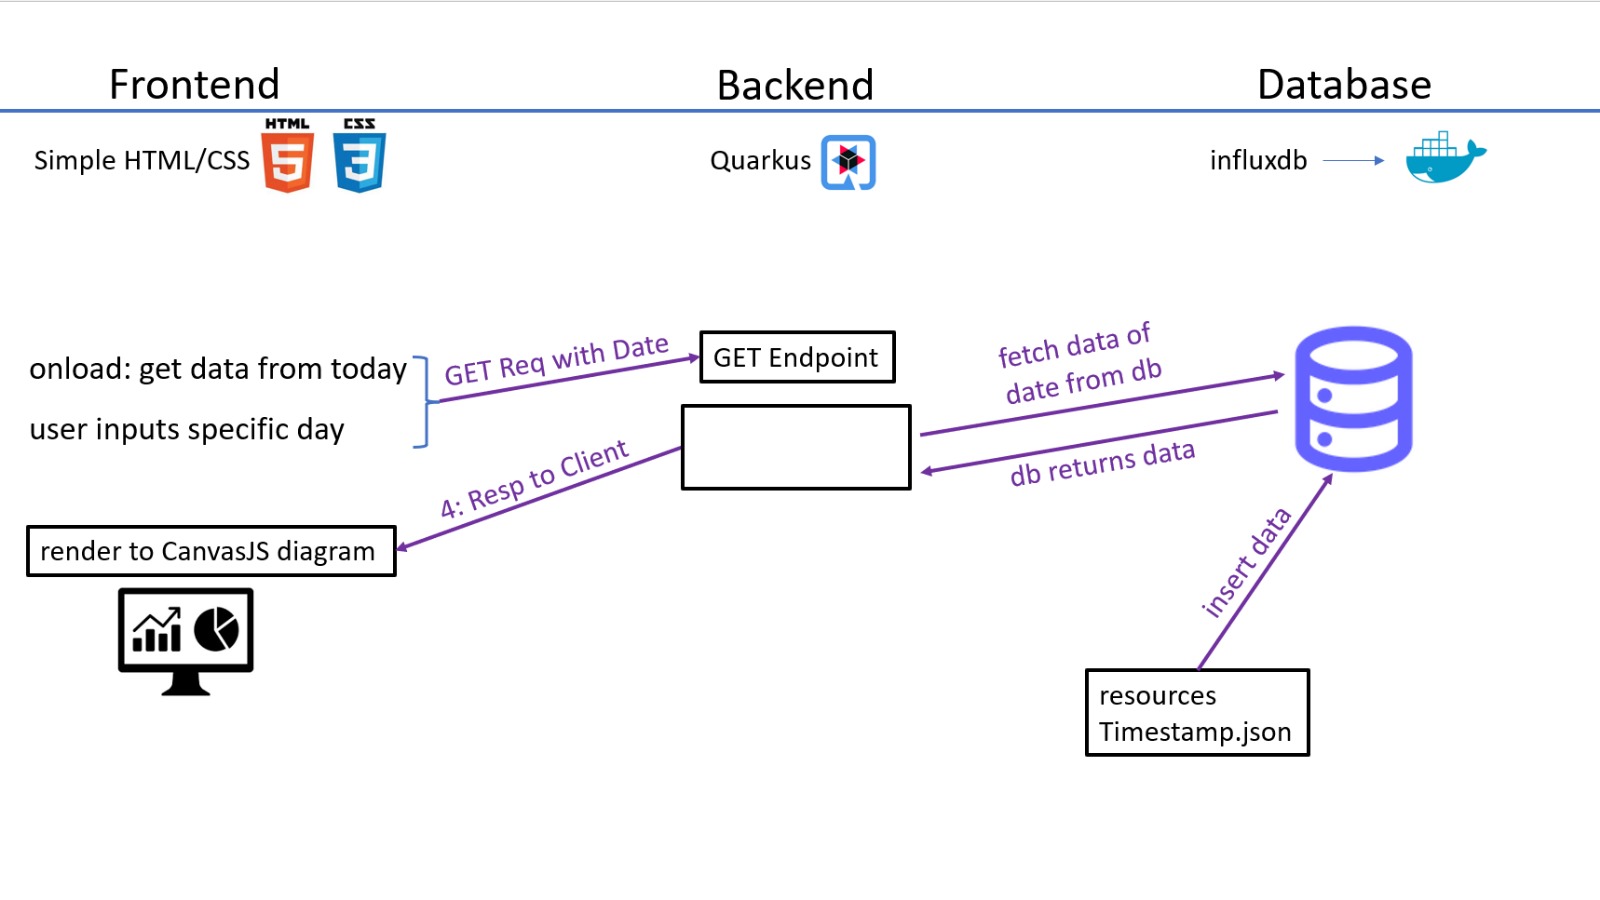 Frontend
Backend
Database
HTML
CSS
Simple HTML/CSS
5
3
Quarkus
influxdb
onload: get data from today
user inputs specific day
GET Req with Date
GET Endpoint
fetch data of
date from db
db returns data
4: Resp to Client
render to CanvasJS diagram
insert data
resources
Timestamp.json